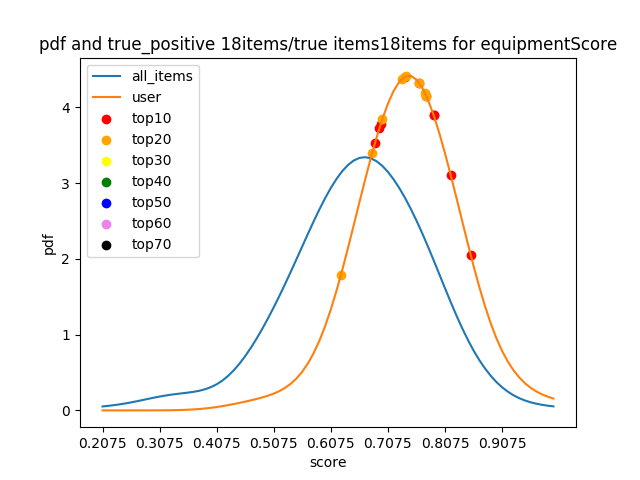 pdf and true_positive 18items/true items18items for equipmentScore
all_items
user
top10
top20
top30
top40
top50
top60
top70
pdf
4
3
2
1
0
0.2075 0.3075 0.4075 0.5075 0.6075 0.7075 0.8075 0.9075
score